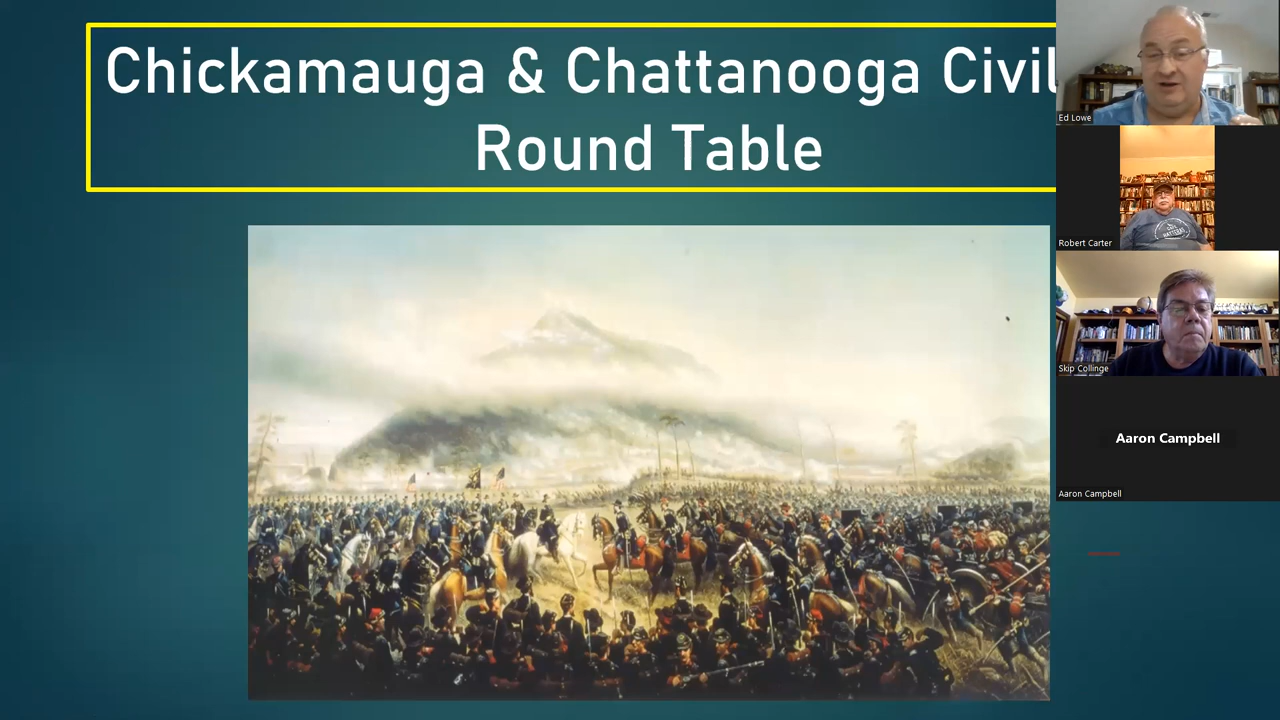 Chickamauga & Chattanooga Civil
Round Table
Ed Lowe
Robert Carter
Skip Collinge
Aaron Campbell
Aaron Campbell